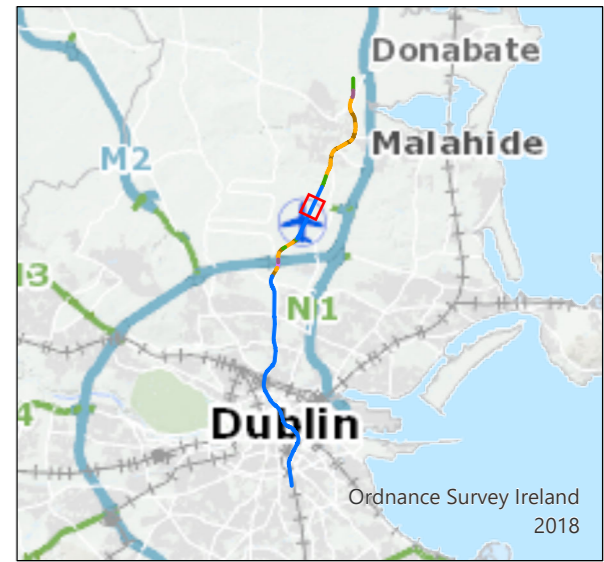 Donabate
M2
Malahide
N1
Dublin
Ordnance Survey Ireland
2018